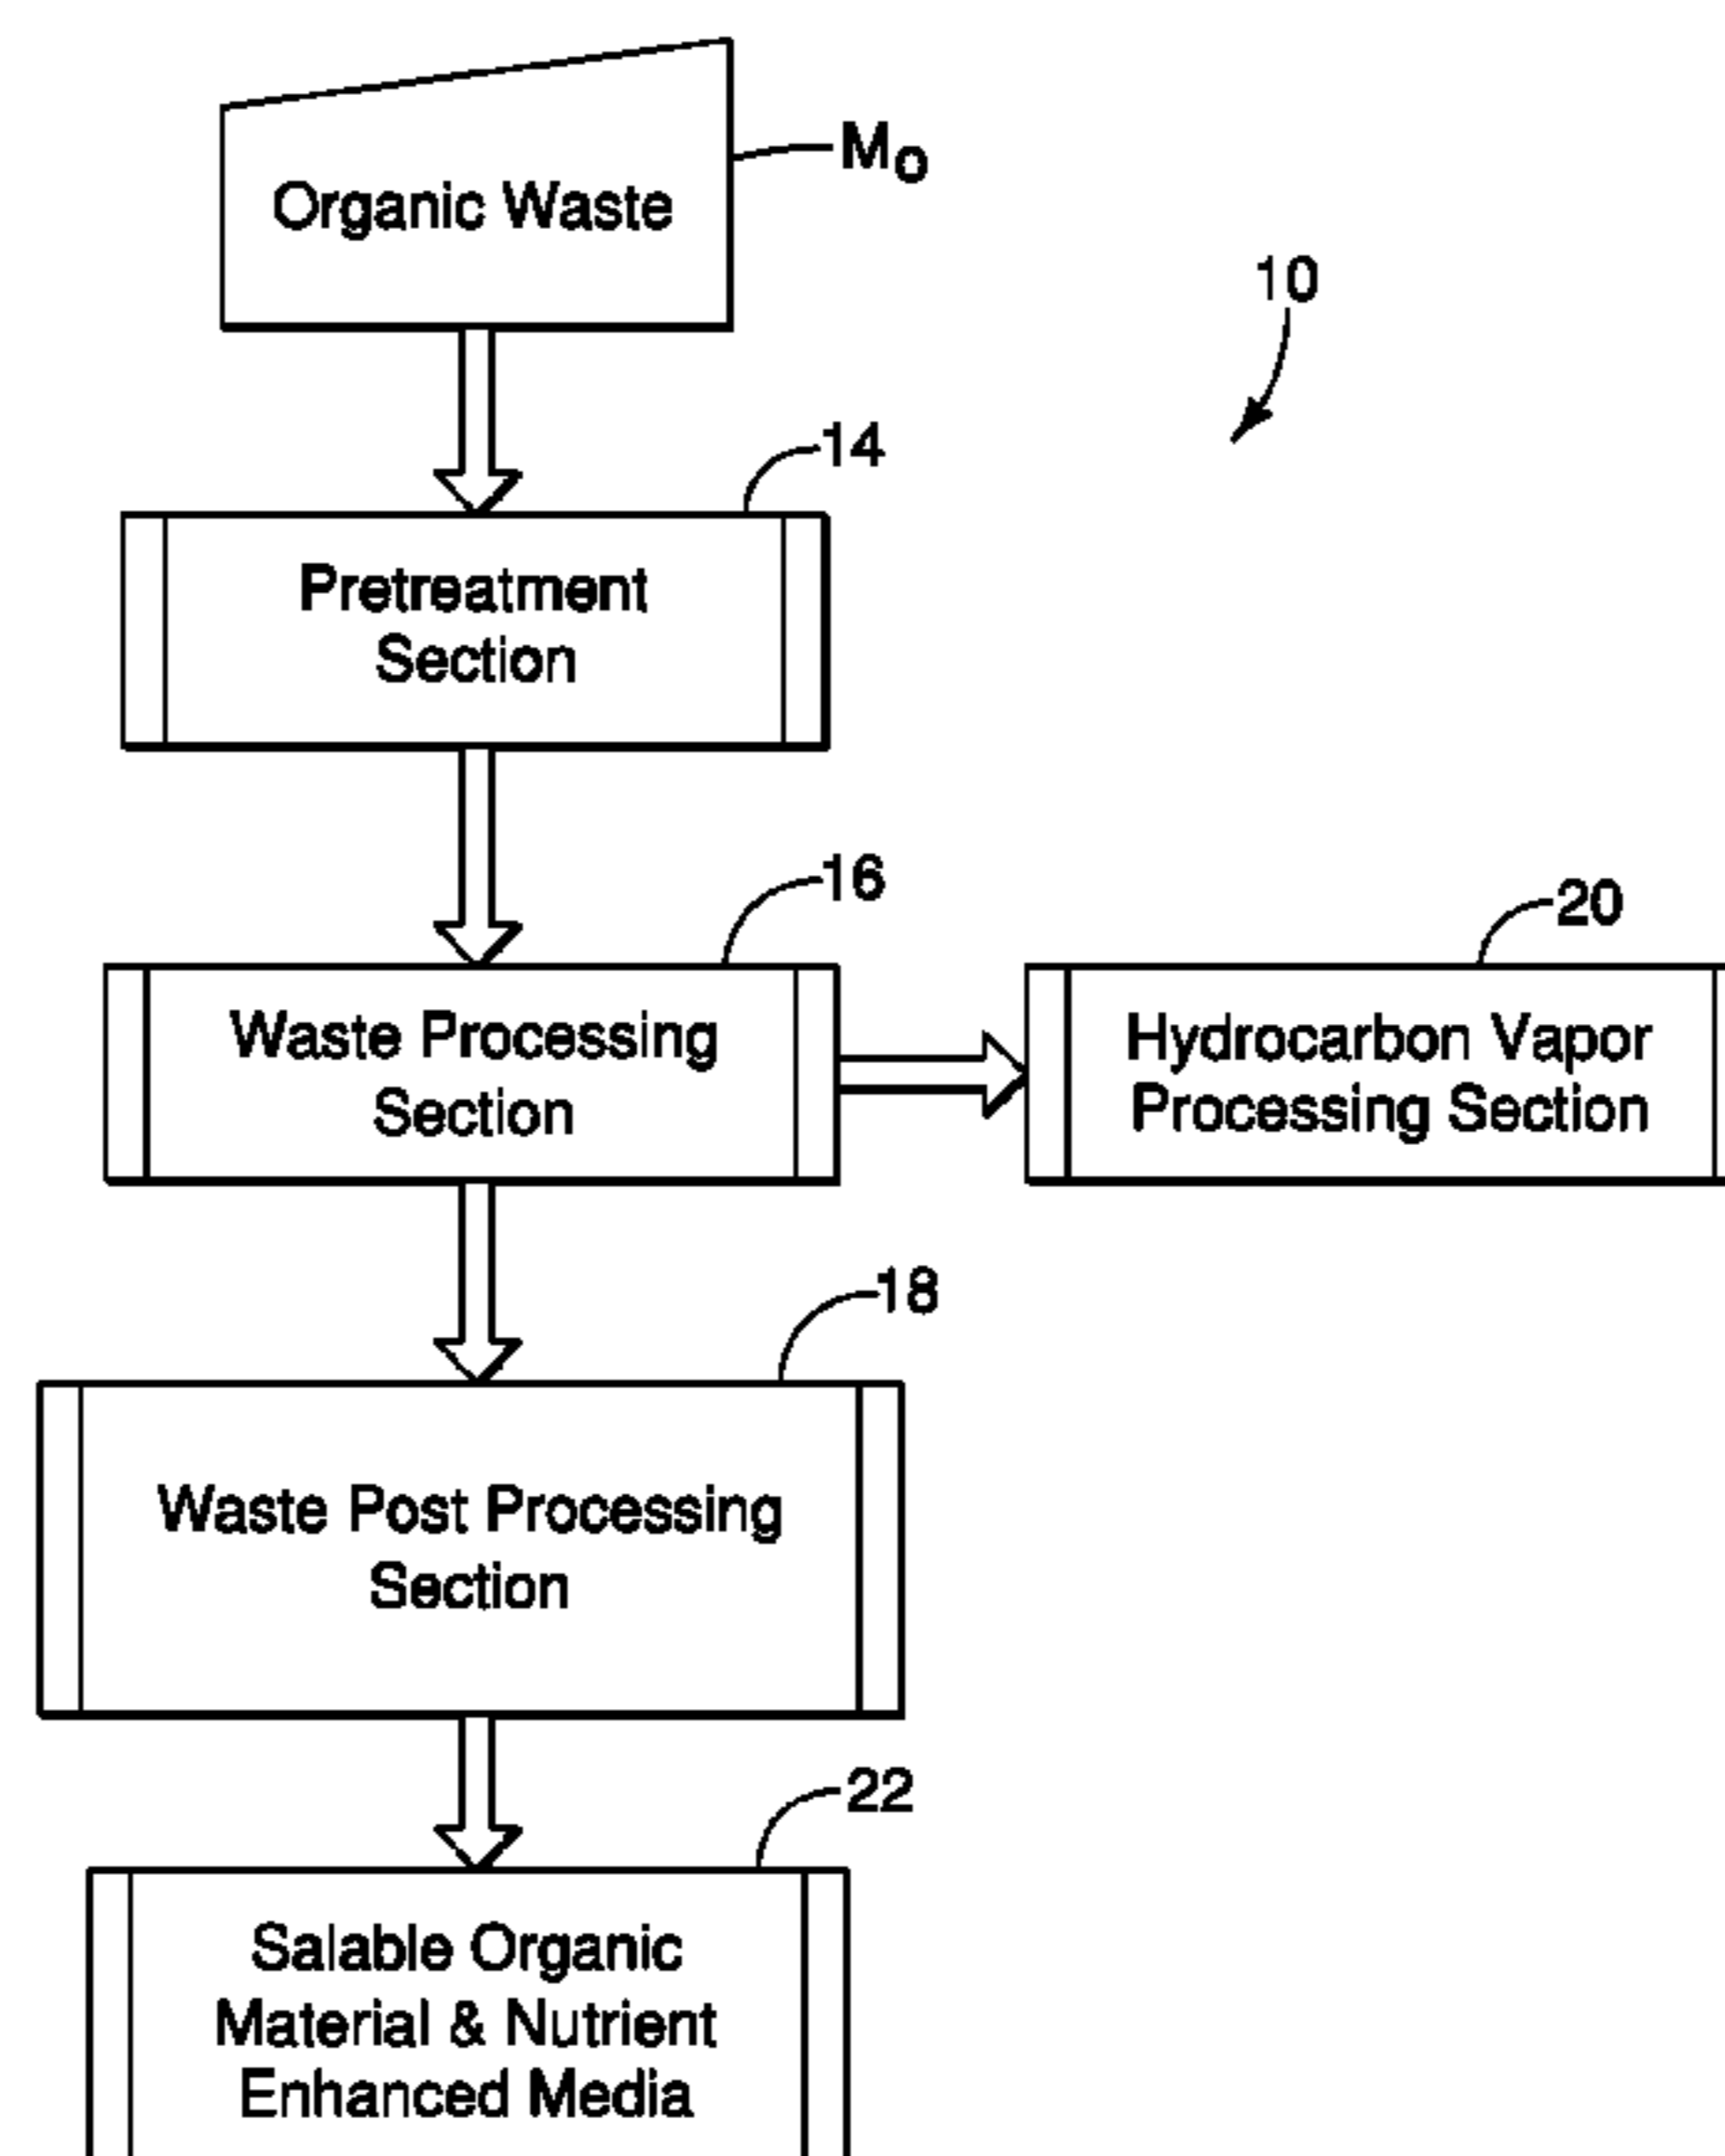 Organic Waste
Mo
10
14
Pretreatment
Section
16
Waste Processing
Section
20
Hydrocarbon Vapor
Processing Section
18
Waste Post Processing
Section
22
Salable Organic
Material & Nutrient
Enhanced Media